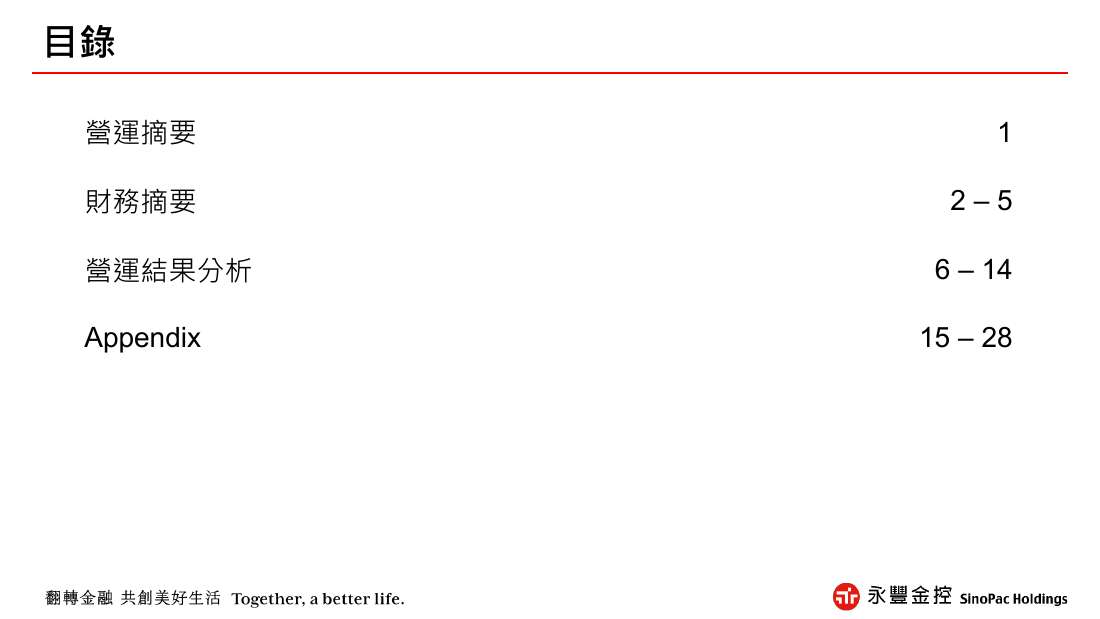 目錄
營運摘要 1
財務摘要 2 – 5
營運結果分析 6 – 14
Appendix 15 – 28
翻轉金融 共創美好生活 Together, a better life.
永豐金控 SinoPac Holdings